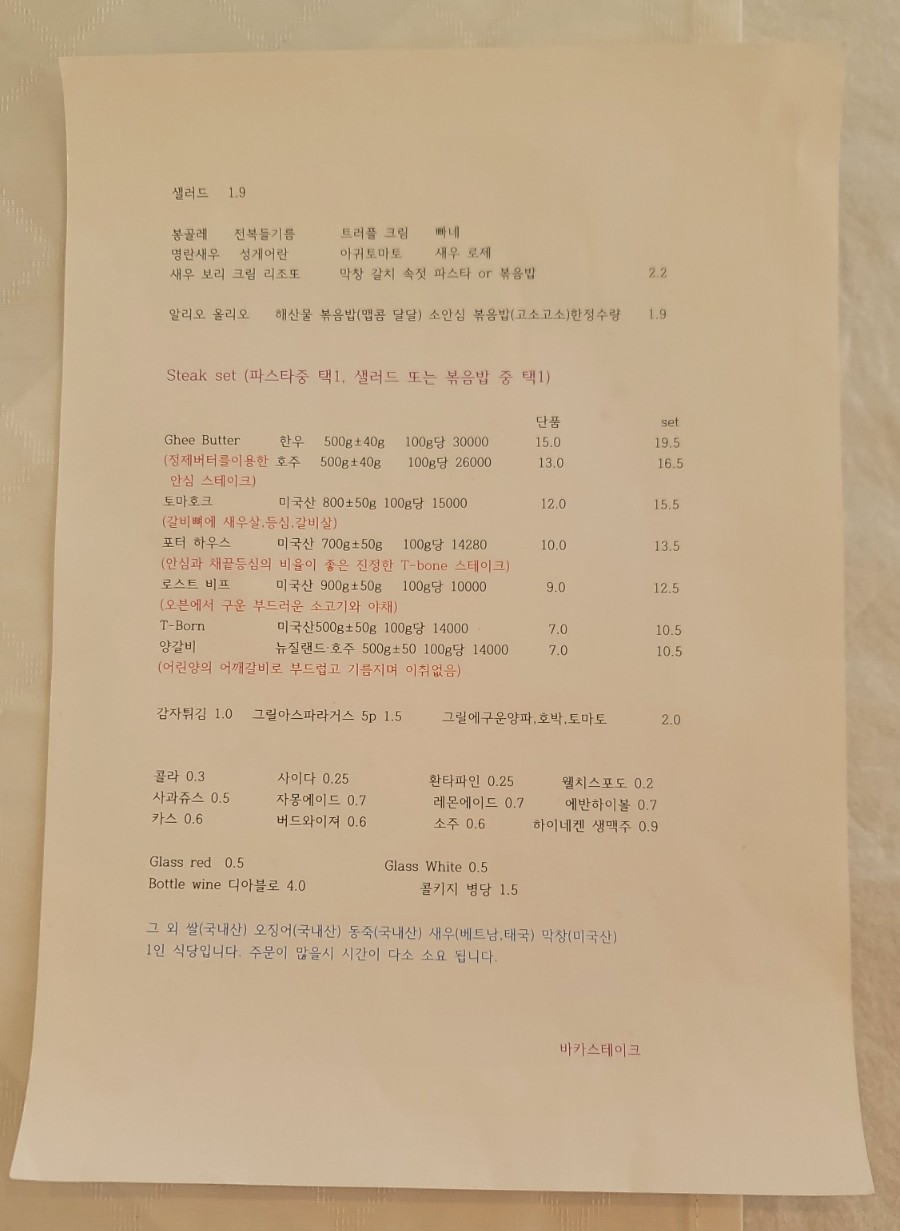 샐러드 1.9
봉골레 전복들기름 트러플 크림 빠네
명란새우 성게어란 아귀토마토 새우 로제
새우 보리 크림 리조또 막창 갈치 속젓 파스타 or 볶음밥 2.2
알리오 올리오 해산물 볶음밥(맵콤 달달) 소안심 볶음밥(고소고소)한정수량 1.9
Steak set (파스타중 택1, 샐러드 또는 볶음밥 중 택1)
단품 set
Ghee Butter 한우 500g±40g 100g당 30000 15.0 19.5
(정제버터를이용한 호주 500g±40g 100g당 26000 13.0 16.5
안심 스테이크)
토마호크 미국산 800±50g 100g당 15000 12.0 15.5
(갈비뼈에 새우살,등심,갈비살)
포터 하우스 미국산 700g±50g 100g당 14280 10.0 13.5
(안심과 채끝등심의 비율이 좋은 진정한 T-bone 스테이크)
로스트 비프 미국산 900g±50g 100g당 10000 9.0 12.5
(오븐에서 구운 부드러운 소고기와 야채)
T-Born 미국산500g±50g 100g당 14000 7.0 10.5
양갈비 뉴질랜드·호주 500g±50 100g당 14000 7.0 10.5
(어린양의 어깨갈비로 부드럽고 기름지며 이취없음)
감자튀김 1.0 그릴아스파라거스 5p 1.5 그릴에구운양파,호박,토마토 2.0
콜라 0.3 사이다 0.25 환타파인 0.25 웰치스포도 0.2
사과쥬스 0.5 자몽에이드 0.7 레몬에이드 0.7 에반하이볼 0.7
카스 0.6 버드와이져 0.6 소주 0.6 하이네켄 생맥주 0.9
Glass red 0.5 Glass White 0.5
Bottle wine 디아블로 4.0 콜키지 병당 1.5
그 외 쌀(국내산) 오징어(국내산) 동죽(국내산) 새우(베트남,태국) 막창(미국산)
1인 식당입니다. 주문이 많을시 시간이 다소 소요 됩니다.
바카스테이크